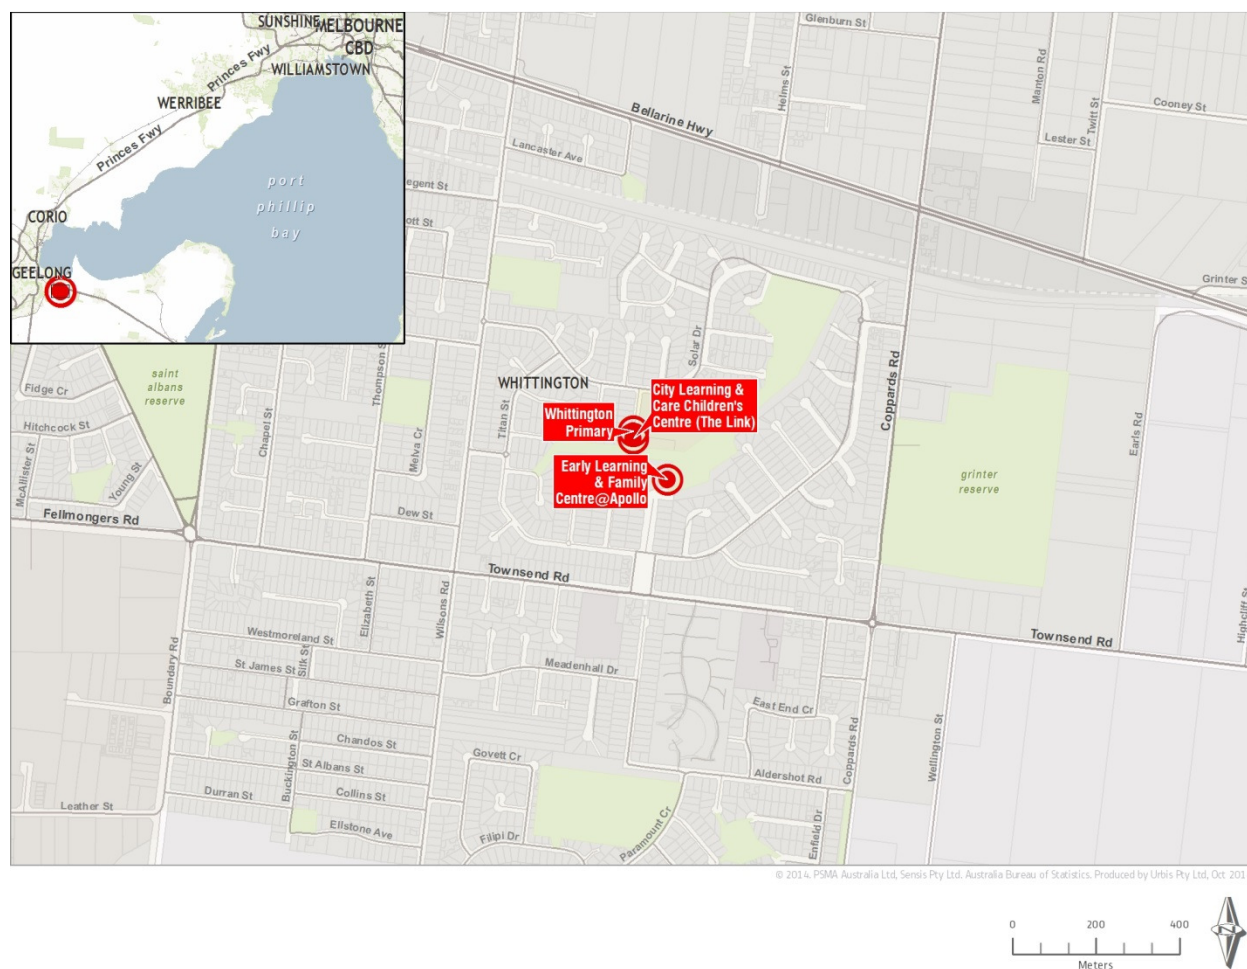 SUNSHINE
MELBOURNE
CBD
WILLIAMSTOWN
Princes Fwy
WERRIBEE
Princes Fwy
port
phillip
bay
CORIO
GEELONG
Glenburn St
Helms St
Manton Rd
Twitt St
Cooney St
Lester St
Bellarine Hwy
Lancaster Ave
egent St
ott St
Grinter S
Solar Dr
Coppards Rd
saint
albans
reserve
Fidge Cr
Hitchcock St
McAllister St
Young St
Fellmongers Rd
Chapel St
Thompson S
Melva Cr
Titan St
WHITTINGTON
Whittington
Primary
City Learning &
Care Children's
Centre (The Link)
Early Learning
& Family
Centre@Apollo
grinter
reserve
Earls Rd
Highcliff St
Dew St
Townsend Rd
Townsend Rd
Elizabeth St
Wilsons Rd
Boundary Rd
Westmoreland St
Silk St
St James St
Grafton St
Buckington St
Chandos St
St Albans St
Collins St
Durran St
Ellstone Ave
Leather St
Meadenhall Dr
East End Cr
Coppards Rd
Wellington St
Govett Cr
Aldershot Rd
Filipi Dr
Paramount Cr
Enfield Dr
© 2014. PSMA Australia Ltd, Sensis Pty Ltd. Australia Bureau of Statistics. Produced by Urbis Pty Ltd, Oct 201
0 200 400
Meters
N